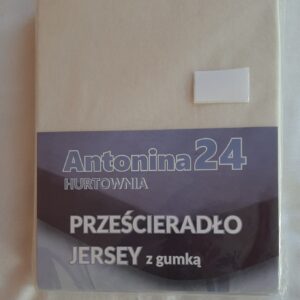 Antonina24
HURTOWNIA
PRZEŚCIERADŁO
JERSEY z gumką